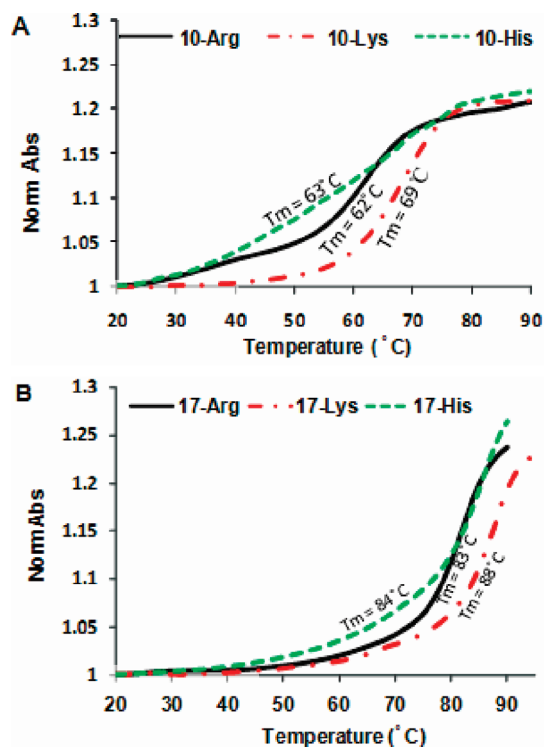 A
10-Arg 10-Lys 10-His
1.3
1.25
1.2
1.15
1.1
1.05
1
Norm Abs
Tm = 63°C
Tm = 62°C
Tm = 69°C
20 30 40 50 60 70 80 90
Temperature (°C)
B
17-Arg 17-Lys 17-His
1.3
1.25
1.2
1.15
1.1
1.05
1
NormAbs
Tm = 84°C
Tm = 83°C
Tm = 88°C
20 30 40 50 60 70 80 90
Temperature (°C)